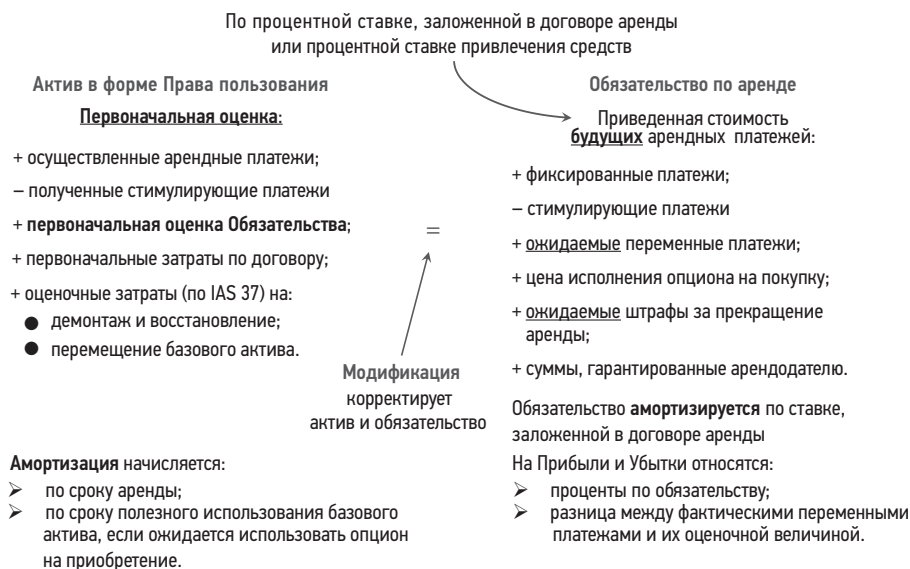 По процентной ставке, заложенной в договоре аренды
или процентной ставке привлечения средств
Актив в форме Права пользования
Первоначальная оценка:
+ осуществленные арендные платежи;
– полученные стимулирующие платежи
+ первоначальная оценка Обязательства;
+ первоначальные затраты по договору;
+ оценочные затраты (по IAS 37) на:
● демонтаж и восстановление;
● перемещение базового актива.
=
Модификация
корректирует
актив и обязательство
Обязательство по аренде
Приведенная стоимость
будущих арендных платежей:
+ фиксированные платежи;
– стимулирующие платежи
+ ожидаемые переменные платежи;
+ цена исполнения опциона на покупку;
+ ожидаемые штрафы за прекращение
аренды;
+ суммы, гарантированные арендодателю.
Обязательство амортизируется по ставке,
заложенной в договоре аренды
Амортизация начисляется:
➢ по сроку аренды;
➢ по сроку полезного использования базового
актива, если ожидается использовать опцион
на приобретение.
На Прибыли и Убытки относятся:
➢ проценты по обязательству;
➢ разница между фактическими переменными
платежами и их оценочной величиной.